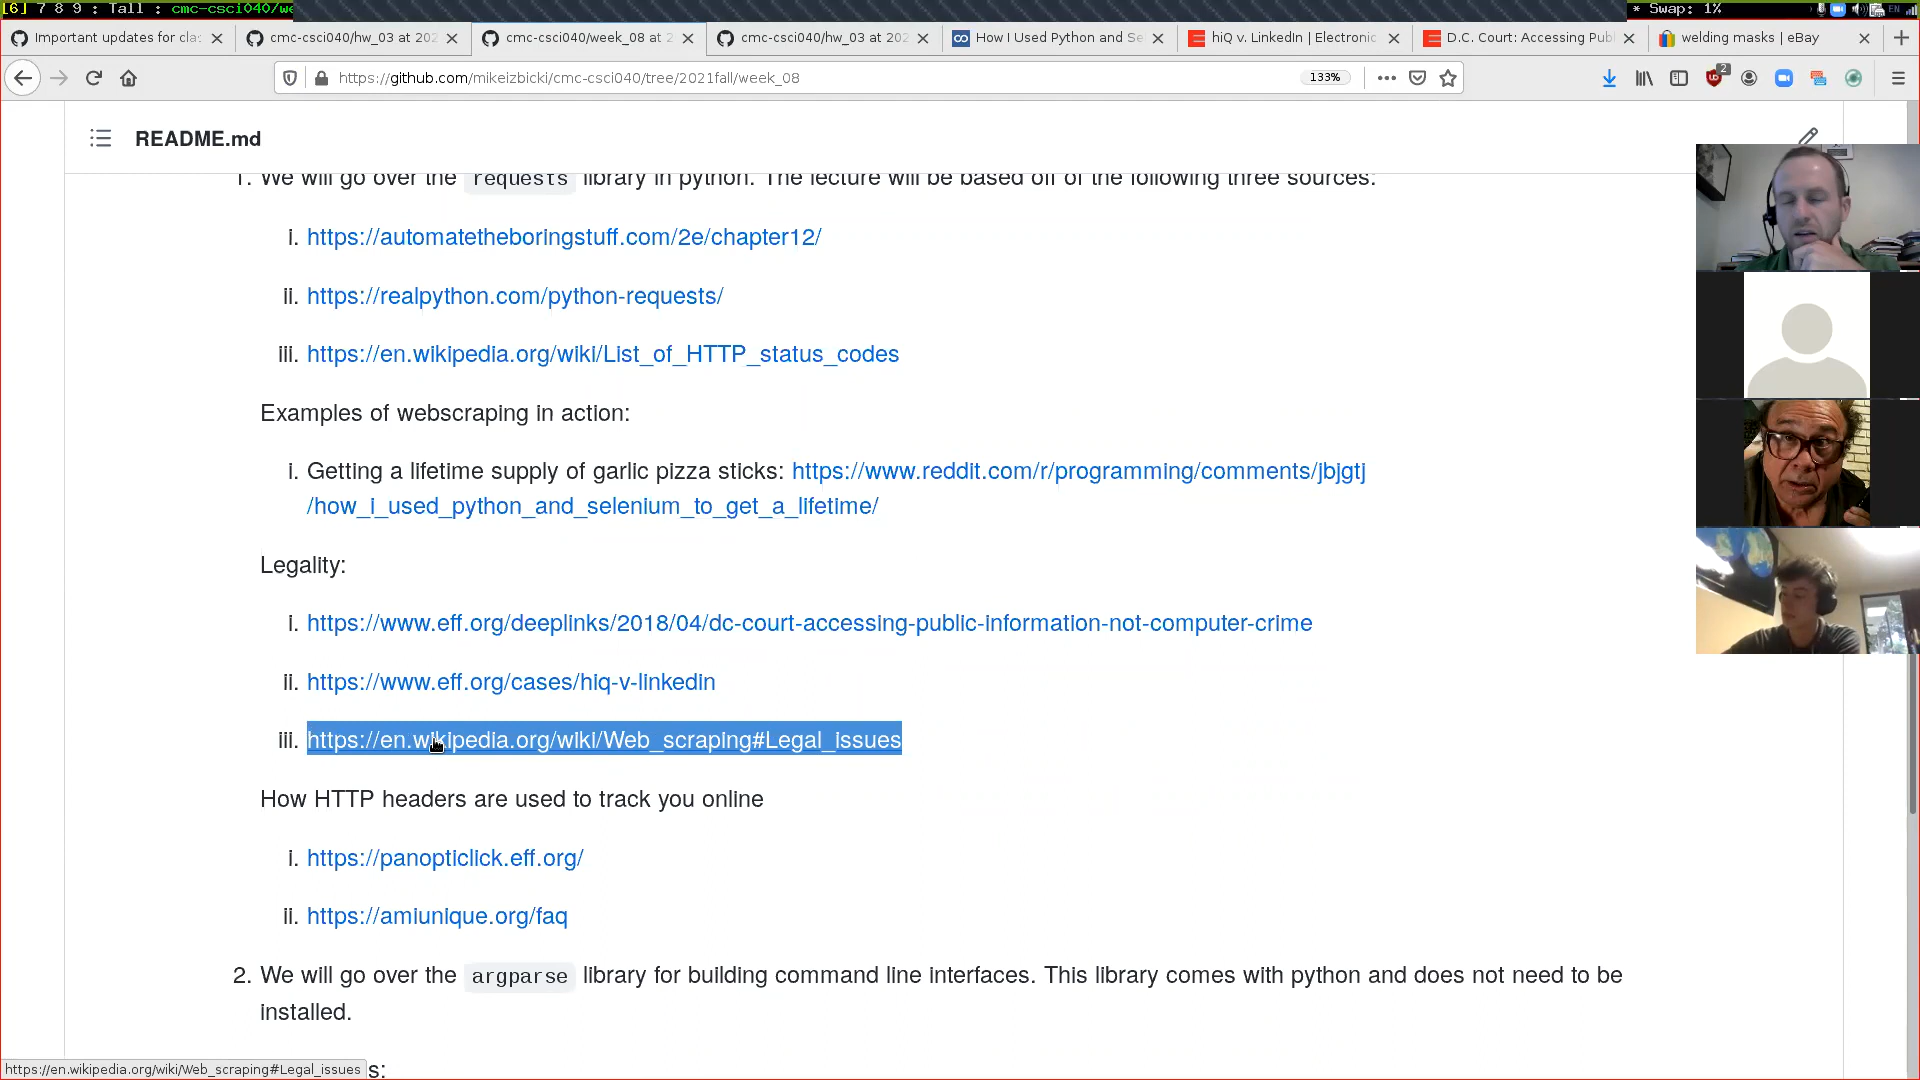 [6] 7 8 9 : Tall : cmc-csci040/we
* Swap: 1%
Important updates for cla
cmc-csci040/hw_03 at 202
cmc-csci040/week_08 at 2
cmc-csci040/hw_03 at 202
How I Used Python and Se
hiQ v. LinkedIn | Electronic
D.C. Court: Accessing Publ
welding masks | eBay
https://github.com/mikeizbicki/cmc-csci040/tree/2021fall/week_08
133%
2
README.md
1. We will go over the requests library in python. The lecture will be based off of the following three sources:
i. https://automatetheboringstuff.com/2e/chapter12/
ii. https://realpython.com/python-requests/
iii. https://en.wikipedia.org/wiki/List_of_HTTP_status_codes
Examples of webscraping in action:
i. Getting a lifetime supply of garlic pizza sticks: https://www.reddit.com/r/programming/comments/jbjgtj
/how_i_used_python_and_selenium_to_get_a_lifetime/
Legality:
i. https://www.eff.org/deeplinks/2018/04/dc-court-accessing-public-information-not-computer-crime
ii. https://www.eff.org/cases/hiq-v-linkedin
iii. https://en.wikipedia.org/wiki/Web_scraping#Legal_issues
How HTTP headers are used to track you online
i. https://panopticlick.eff.org/
ii. https://amiunique.org/faq
2. We will go over the argparse library for building command line interfaces. This library comes with python and does not need to be
installed.
https://en.wikipedia.org/wiki/Web_scraping#Legal_issues
s: